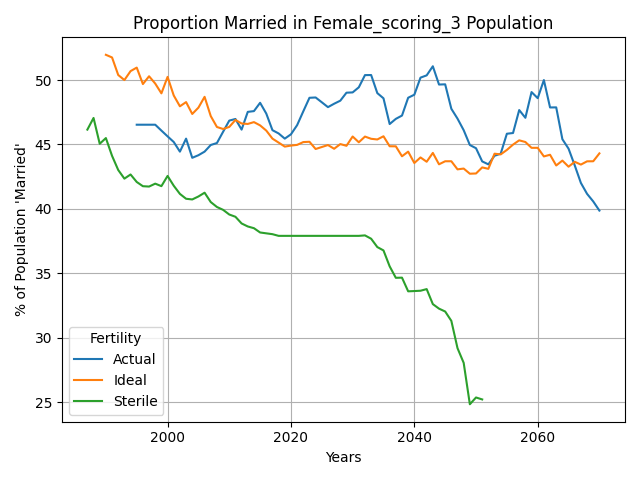 Proportion Married in Female_scoring_3 Population
% of Population 'Married'
50
45
40
35
30
25
Fertility
Actual
Ideal
Sterile
2000 2020 2040 2060
Years